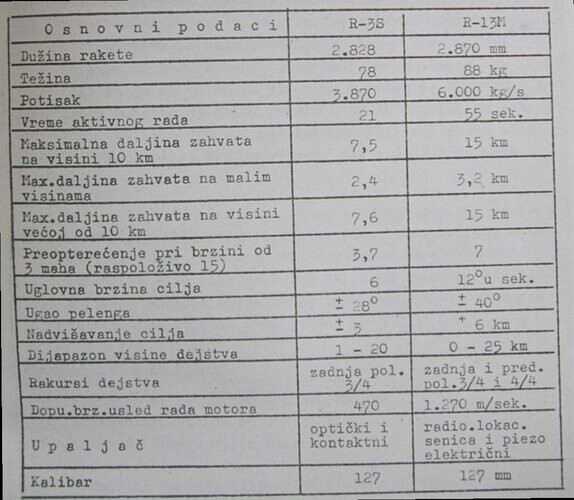 O s n o v n i  p o d a c i R-3S R-13M
Dužina rakete 2.828 2.870 mm
Težina 78 88 kg
Potisak 3.870 6.000 kg/s
Vreme aktivnog rada 21 55 sek.
Maksimalna daljina zahvata
na visini 10 km 7,5 15 km
Max.daljina zahvata na malim
visinama 2,4 3,2 km
Max.daljina zahvata na visini
većoj od 10 km 7,6 15 km
Preopterećenje pri brzini od
3 maha (raspoloživo 15) 3,7 7
Uglovna brzina cilja 6 12°u sek.
Ugao pelenga ± 28° ± 40°
Nadvišavanje cilja ± 3 + 6 km
Dijapazon visine dejstva 1 - 20 0 - 25 km
Rakursi dejstva zadnja pol. zadnja i pred.
3/4 pol.3/4 i 4/4
Dopu.brz.usled rada motora 470 1.270 m/sek.
U p a lj a č optički i radio.lokac.
kontaktni senica i piezo
električni
Kalibar 127 127 mm